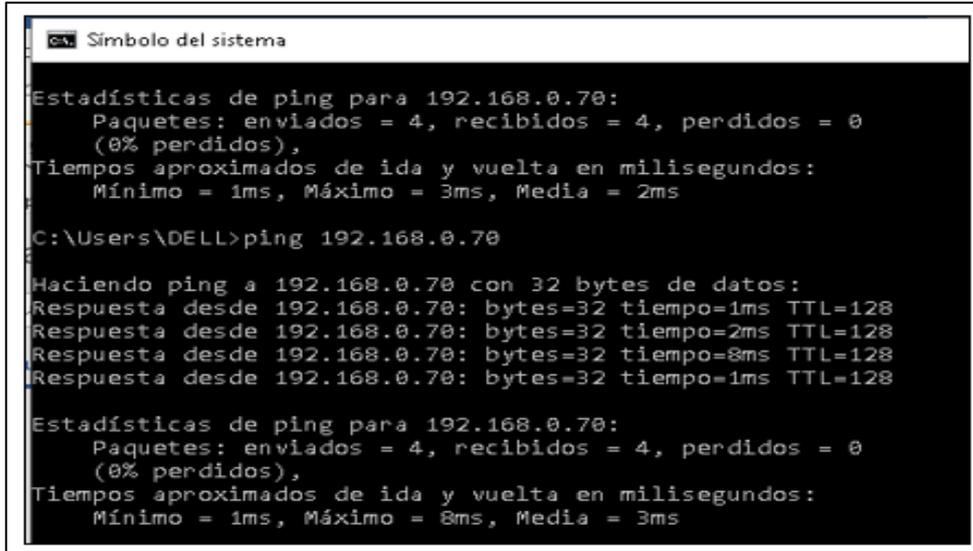 Símbolo del sistema
Estadísticas de ping para 192.168.0.70:
Paquetes: enviados = 4, recibidos = 4, perdidos = 0
(0% perdidos),
Tiempos aproximados de ida y vuelta en milisegundos:
Mínimo = 1ms, Máximo = 3ms, Media = 2ms
C:\Users\DELL>ping 192.168.0.70
Haciendo ping a 192.168.0.70 con 32 bytes de datos:
Respuesta desde 192.168.0.70: bytes=32 tiempo=1ms TTL=128
Respuesta desde 192.168.0.70: bytes=32 tiempo=2ms TTL=128
Respuesta desde 192.168.0.70: bytes=32 tiempo=8ms TTL=128
Respuesta desde 192.168.0.70: bytes=32 tiempo=1ms TTL=128
Estadísticas de ping para 192.168.0.70:
Paquetes: enviados = 4, recibidos = 4, perdidos = 0
(0% perdidos),
Tiempos aproximados de ida y vuelta en milisegundos:
Mínimo = 1ms, Máximo = 8ms, Media = 3ms